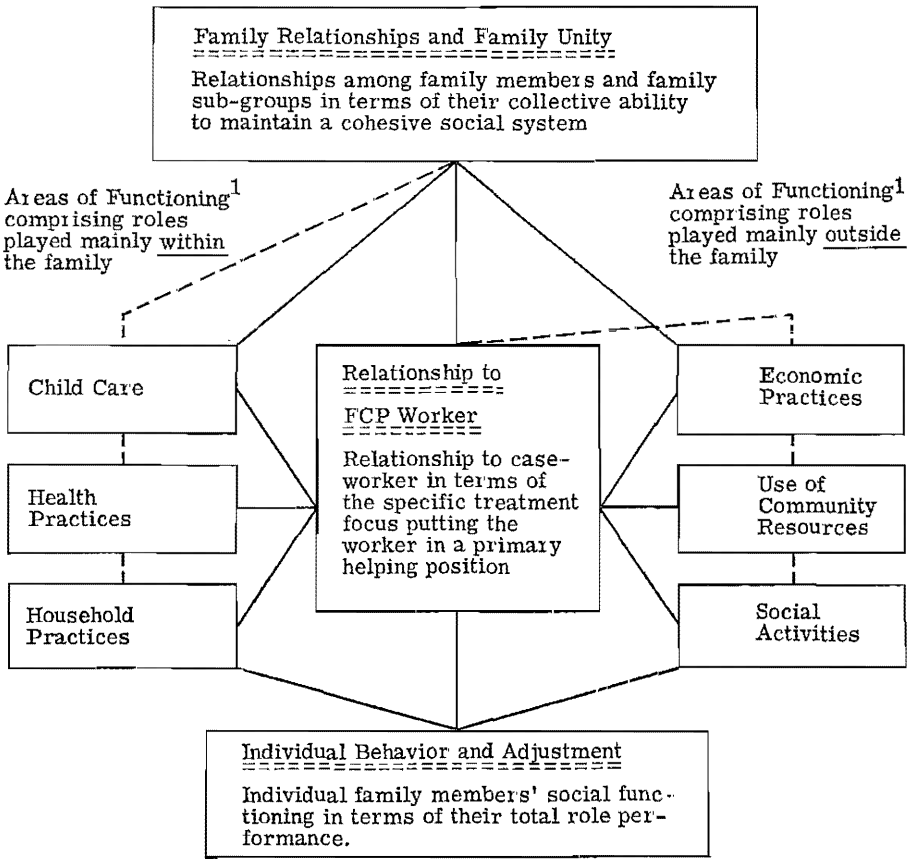 Family Relationships and Family Unity
Relationships among family members and family
sub-groups in terms of their collective ability
to maintain a cohesive social system
Areas of Functioning1
comprising roles
played mainly within
the family
Areas of Functioning1
comprising roles
played mainly outside
the family
Child Care
Health
Practices
Household
Practices
Relationship to
FCP Worker
Relationship to case-
worker in terms of
the specific treatment
focus putting the
worker in a primary
helping position
Economic
Practices
Use of
Community
Resources
Social
Activities
Individual Behavior and Adjustment
Individual family members' social func-
tioning in terms of their total role per-
formance.